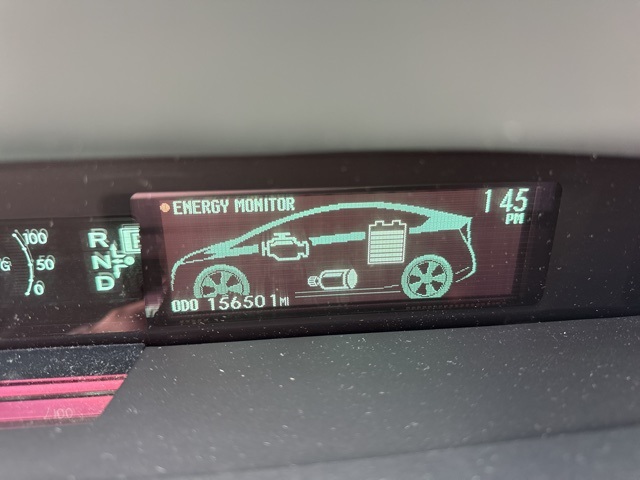 ENERGY MONITOR
1:45
PM
100
50
0
R
N
D
ODO 156501 MI